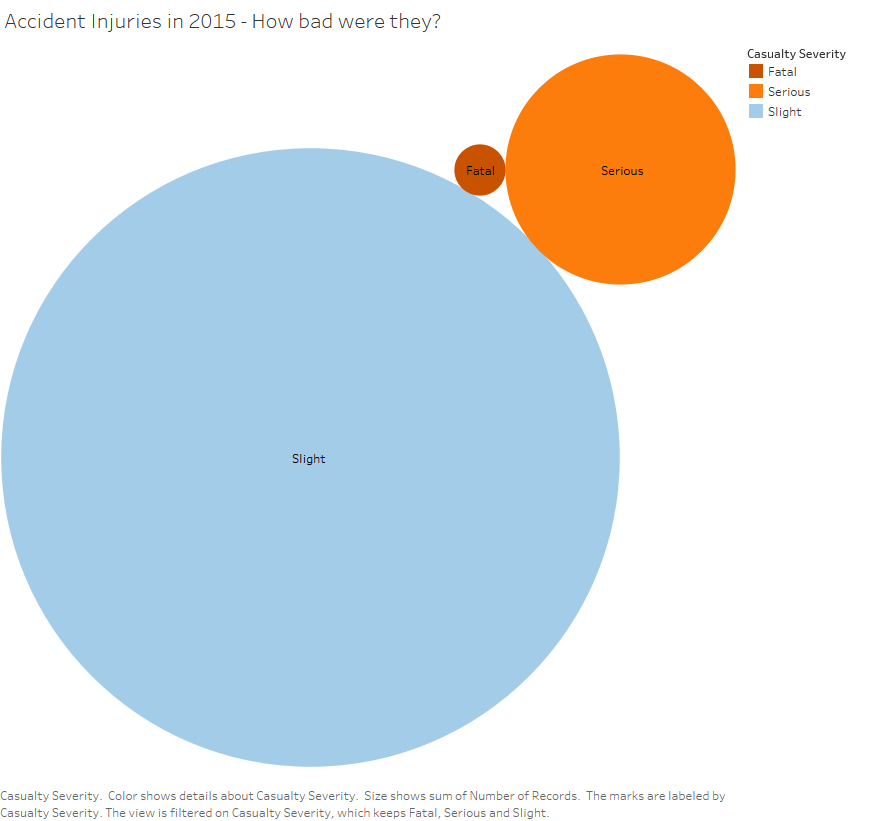 Accident Injuries in 2015 - How bad were they?
Casualty Severity
Fatal
Serious
Slight
Fatal
Serious
Slight
Casualty Severity.  Color shows details about Casualty Severity.  Size shows sum of Number of Records.  The marks are labeled by
Casualty Severity. The view is filtered on Casualty Severity, which keeps Fatal, Serious and Slight.